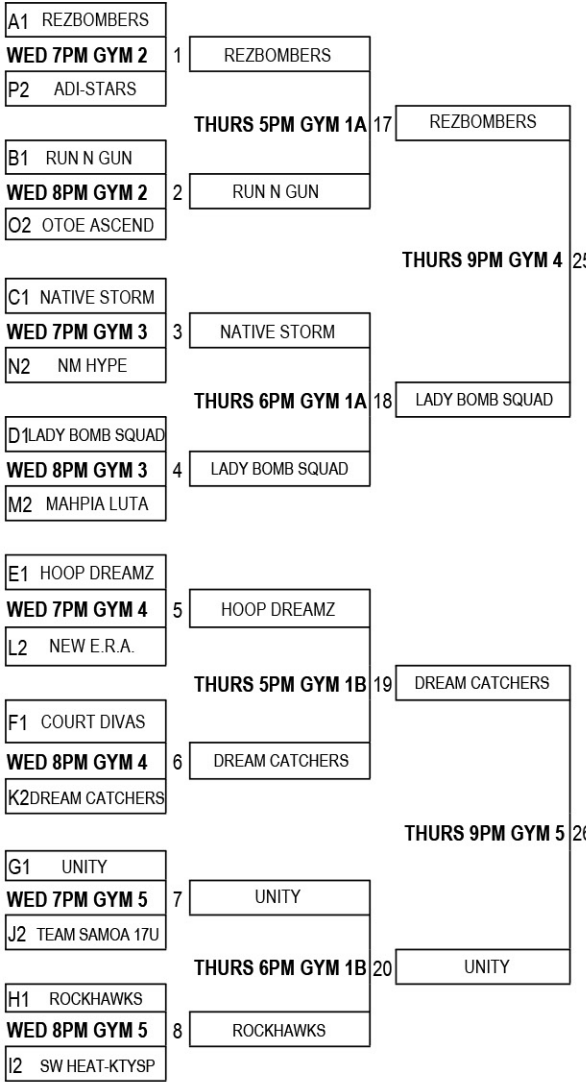 A1 REZBOMBERS
WED 7PM GYM 2 1 REZBOMBERS
P2 ADI-STARS
THURS 5PM GYM 1A 17 REZBOMBERS
B1 RUN N GUN
WED 8PM GYM 2 2 RUN N GUN
O2 OTOE ASCEND
THURS 9PM GYM 4 25
C1 NATIVE STORM
WED 7PM GYM 3 3 NATIVE STORM
N2 NM HYPE
THURS 6PM GYM 1A 18 LADY BOMB SQUAD
D1 LADY BOMB SQUAD
WED 8PM GYM 3 4 LADY BOMB SQUAD
M2 MAHPIA LUTA
E1 HOOP DREAMZ
WED 7PM GYM 4 5 HOOP DREAMZ
L2 NEW E.R.A.
THURS 5PM GYM 1B 19 DREAM CATCHERS
F1 COURT DIVAS
WED 8PM GYM 4 6 DREAM CATCHERS
K2 DREAM CATCHERS
THURS 9PM GYM 5 26
G1 UNITY
WED 7PM GYM 5 7 UNITY
J2 TEAM SAMOA 17U
THURS 6PM GYM 1B 20 UNITY
H1 ROCKHAWKS
WED 8PM GYM 5 8 ROCKHAWKS
I2 SW HEAT-KTYSP